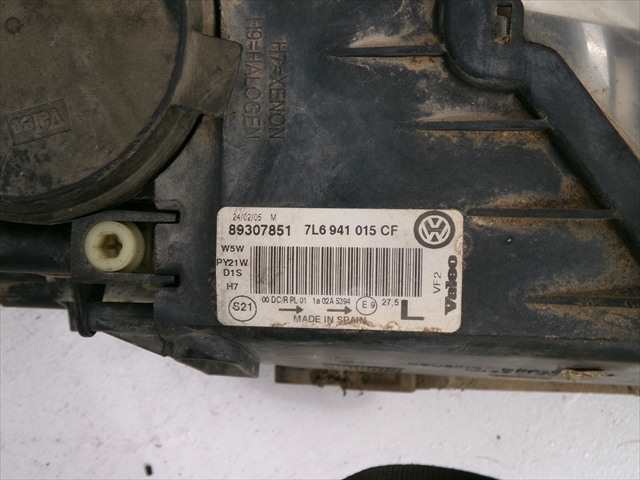 H9=HALOGEN
H7=XENON
24/02/05 M
89307851 7L6 941 015 CF
W5W
PY21W
D1S
H7
VF2
Valeo
S21
00 DC/R PL 01 1a 02A 5394 E9 27,5 L
MADE IN SPAIN